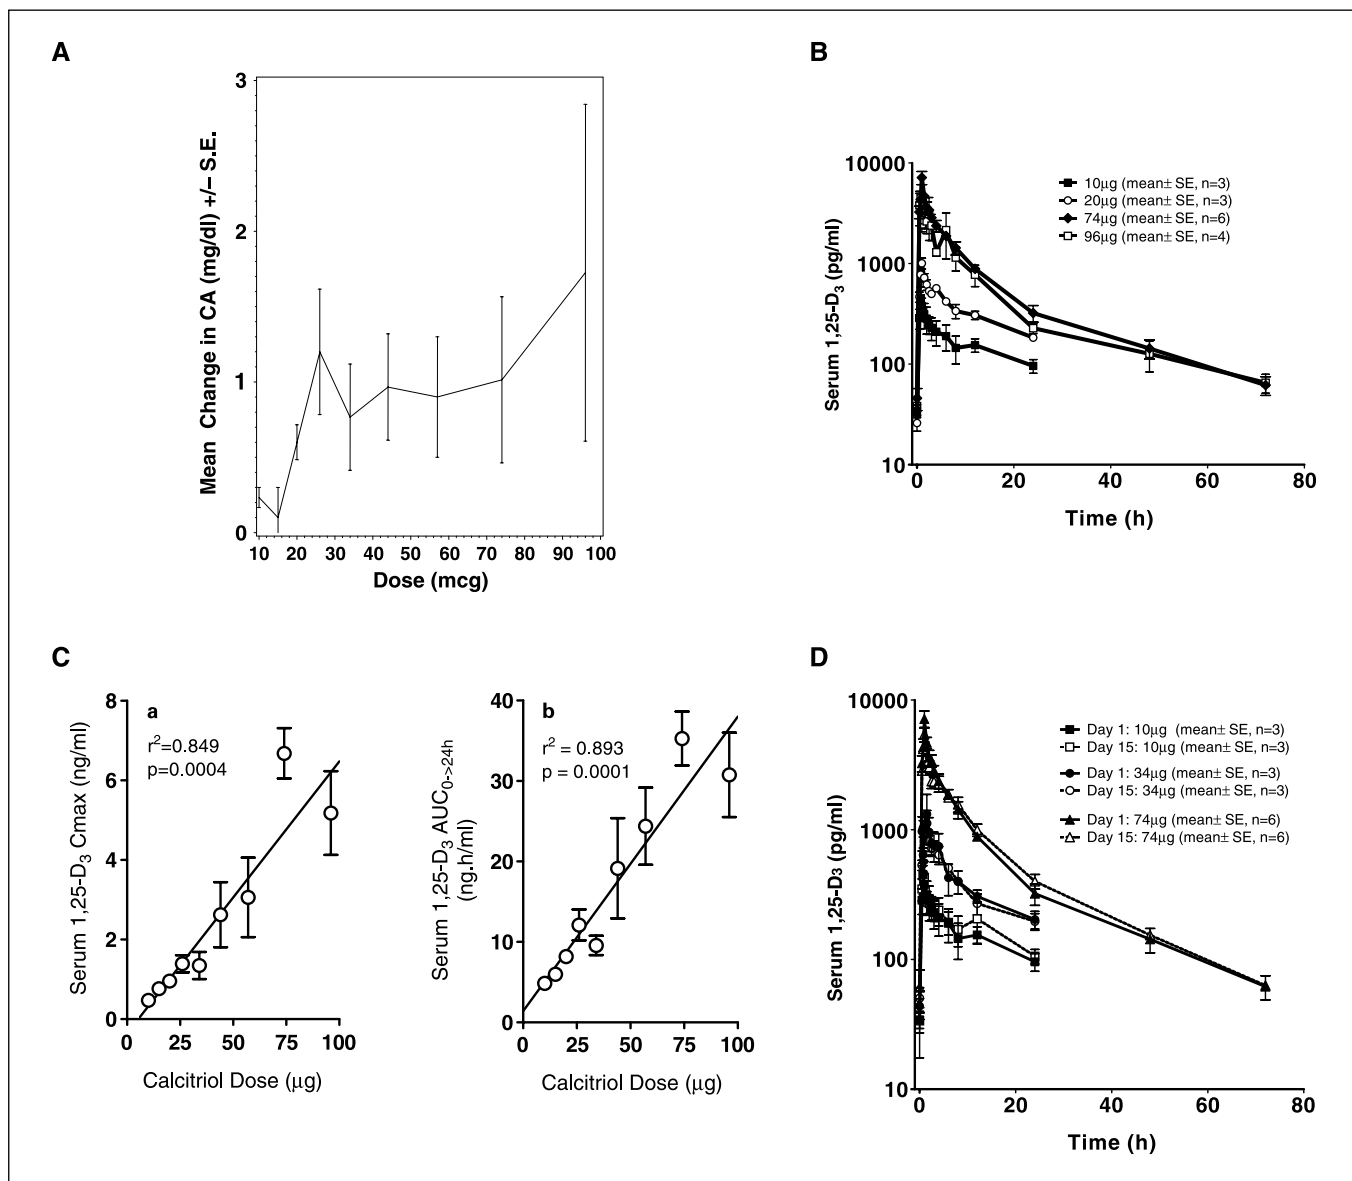 A
Mean Change in CA (mg/dl) +/– S.E.
3
2
1
0
10 20 30 40 50 60 70 80 90 100
Dose (mcg)
B
Serum 1,25-D3 (pg/ml)
10000
1000
100
10
0 20 40 60 80
Time (h)
10μg (mean± SE, n=3)
20μg (mean± SE, n=3)
74μg (mean± SE, n=6)
96μg (mean± SE, n=4)
C
a
r2=0.849
p=0.0004
Serum 1,25-D3 Cmax (ng/ml)
8
6
4
2
0
0 25 50 75 100
Calcitriol Dose (μg)
b
r2 = 0.893
p = 0.0001
Serum 1,25-D3 AUC0->24h
(ng.h/ml)
40
30
20
10
0
0 25 50 75 100
Calcitriol Dose (μg)
D
Serum 1,25-D3 (pg/ml)
10000
1000
100
10
0 20 40 60 80
Time (h)
Day 1: 10μg (mean± SE, n=3)
Day 15: 10μg (mean± SE, n=3)
Day 1: 34μg (mean± SE, n=3)
Day 15: 34μg (mean± SE, n=3)
Day 1: 74μg (mean± SE, n=6)
Day 15: 74μg (mean± SE, n=6)